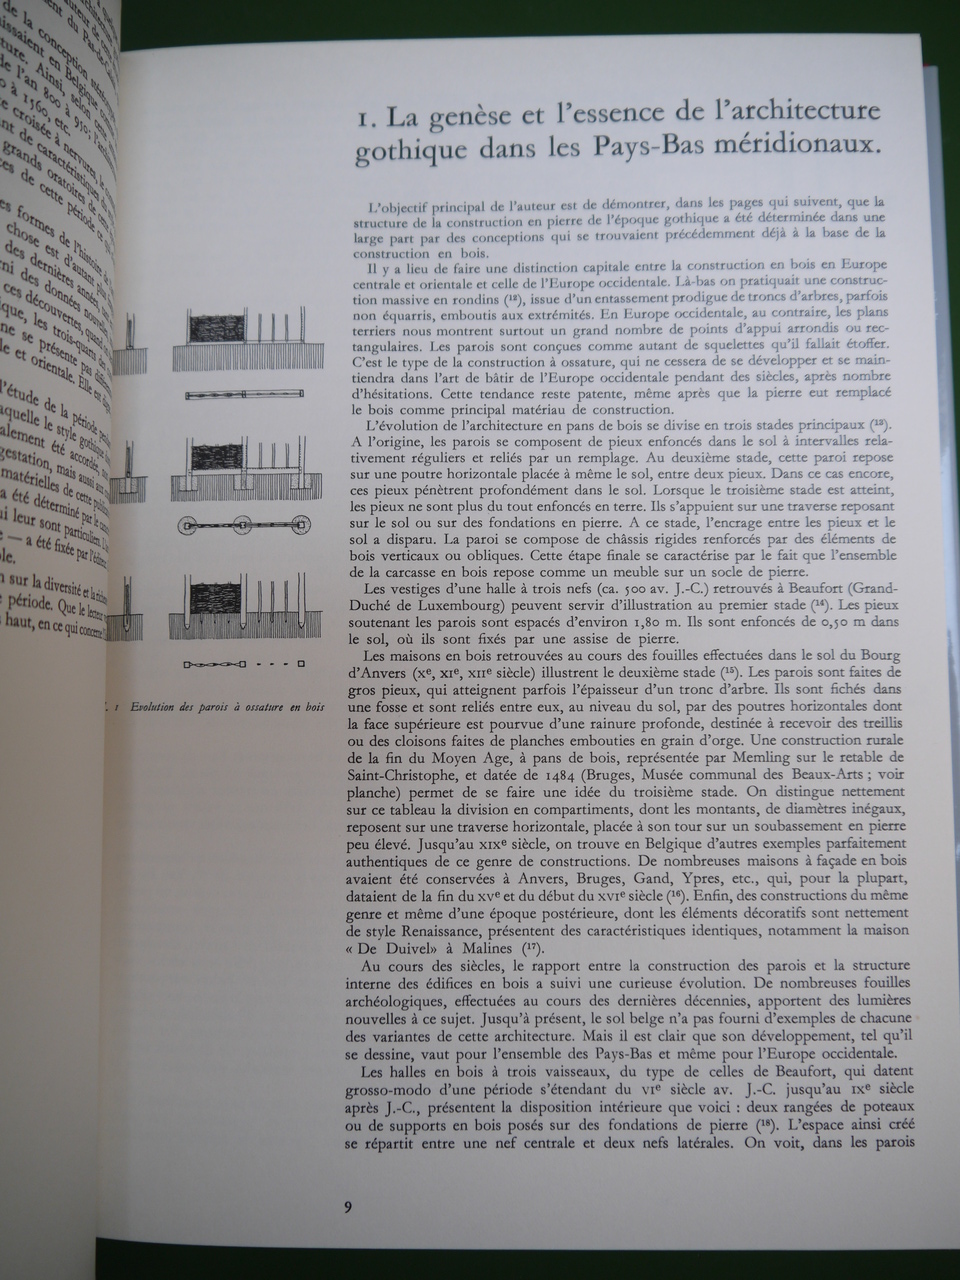 1. La genèse et l'essence de l'architecture
gothique dans les Pays-Bas méridionaux.
L'objectif principal de l'auteur est de démontrer, dans les pages qui suivent, que la
structure de la construction en pierre de l'époque gothique a été déterminée dans une
large part par des conceptions qui se trouvaient précédemment déjà à la base de la
construction en bois.
Il y a lieu de faire une distinction capitale entre la construction en bois en Europe
centrale et orientale et celle de l'Europe occidentale. Là-bas on pratiquait une construc-
tion massive en rondins (¹²), issue d'un entassement prodigue de troncs d'arbres, parfois
non équarris, emboutis aux extrémités. En Europe occidentale, au contraire, les plans
terriers nous montrent surtout un grand nombre de points d'appui arrondis ou rec-
tangulaires. Les parois sont conçues comme autant de squelettes qu'il fallait étoffer.
C'est le type de la construction à ossature, qui ne cessera de se développer et se main-
tiendra dans l'art de bâtir de l'Europe occidentale pendant des siècles, après nombre
d'hésitations. Cette tendance reste patente, même après que la pierre eut remplacé
le bois comme principal matériau de construction.
L'évolution de l'architecture en pans de bois se divise en trois stades principaux (¹³).
A l'origine, les parois se composent de pieux enfoncés dans le sol à intervalles rela-
tivement réguliers et reliés par un remplage. Au deuxième stade, cette paroi repose
sur une poutre horizontale placée à même le sol, entre deux pieux. Dans ce cas encore,
ces pieux pénètrent profondément dans le sol. Lorsque le troisième stade est atteint,
les pieux ne sont plus du tout enfoncés en terre. Ils s'appuient sur une traverse reposant
sur le sol ou sur des fondations en pierre. A ce stade, l'encrage entre les pieux et le
sol a disparu. La paroi se compose de châssis rigides renforcés par des éléments de
bois verticaux ou obliques. Cette étape finale se caractérise par le fait que l'ensemble
de la carcasse en bois repose comme un meuble sur un socle de pierre.
Les vestiges d'une halle à trois nefs (ca. 500 av. J.-C.) retrouvés à Beaufort (Grand-
Duché de Luxembourg) peuvent servir d'illustration au premier stade (¹⁴). Les pieux
soutenant les parois sont espacés d'environ 1,80 m. Ils sont enfoncés de 0,50 m dans
le sol, où ils sont fixés par une assise de pierre.
Les maisons en bois retrouvées au cours des fouilles effectuées dans le sol du Bourg
d'Anvers (xe, xie, xiie siècle) illustrent le deuxième stade (¹⁵). Les parois sont faites de
gros pieux, qui atteignent parfois l'épaisseur d'un tronc d'arbre. Ils sont fichés dans
une fosse et sont reliés entre eux, au niveau du sol, par des poutres horizontales dont
la face supérieure est pourvue d'une rainure profonde, destinée à recevoir des treillis
ou des cloisons faites de planches embouties en grain d'orge. Une construction rurale
de la fin du Moyen Age, à pans de bois, représentée par Memling sur le retable de
Saint-Christophe, et datée de 1484 (Bruges, Musée communal des Beaux-Arts ; voir
planche) permet de se faire une idée du troisième stade. On distingue nettement
sur ce tableau la division en compartiments, dont les montants, de diamètres inégaux,
reposent sur une traverse horizontale, placée à son tour sur un soubassement en pierre
peu élevé. Jusqu'au xixe siècle, on trouve en Belgique d'autres exemples parfaitement
authentiques de ce genre de constructions. De nombreuses maisons à façade en bois
avaient été conservées à Anvers, Bruges, Gand, Ypres, etc., qui, pour la plupart,
dataient de la fin du xve et du début du xvie siècle (¹⁶). Enfin, des constructions du même
genre et même d'une époque postérieure, dont les éléments décoratifs sont nettement
de style Renaissance, présentent des caractéristiques identiques, notamment la maison
« De Duivel» à Malines (¹⁷).
Au cours des siècles, le rapport entre la construction des parois et la structure
interne des édifices en bois a suivi une curieuse évolution. De nombreuses fouilles
archéologiques, effectuées au cours des dernières décennies, apportent des lumières
nouvelles à ce sujet. Jusqu'à présent, le sol belge n'a pas fourni d'exemples de chacune
des variantes de cette architecture. Mais il est clair que son développement, tel qu'il
se dessine, vaut pour l'ensemble des Pays-Bas et même pour l'Europe occidentale.
Les halles en bois à trois vaisseaux, du type de celles de Beaufort, qui datent
grosso-modo d'une période s'étendant du vie siècle av. J.-C. jusqu'au ixe siècle
après J.-C., présentent la disposition intérieure que voici : deux rangées de poteaux
ou de supports en bois posés sur des fondations de pierre (¹⁸). L'espace ainsi créé
se répartit entre une nef centrale et deux nefs latérales. On voit, dans les parois
1 Evolution des parois à ossature en bois
9